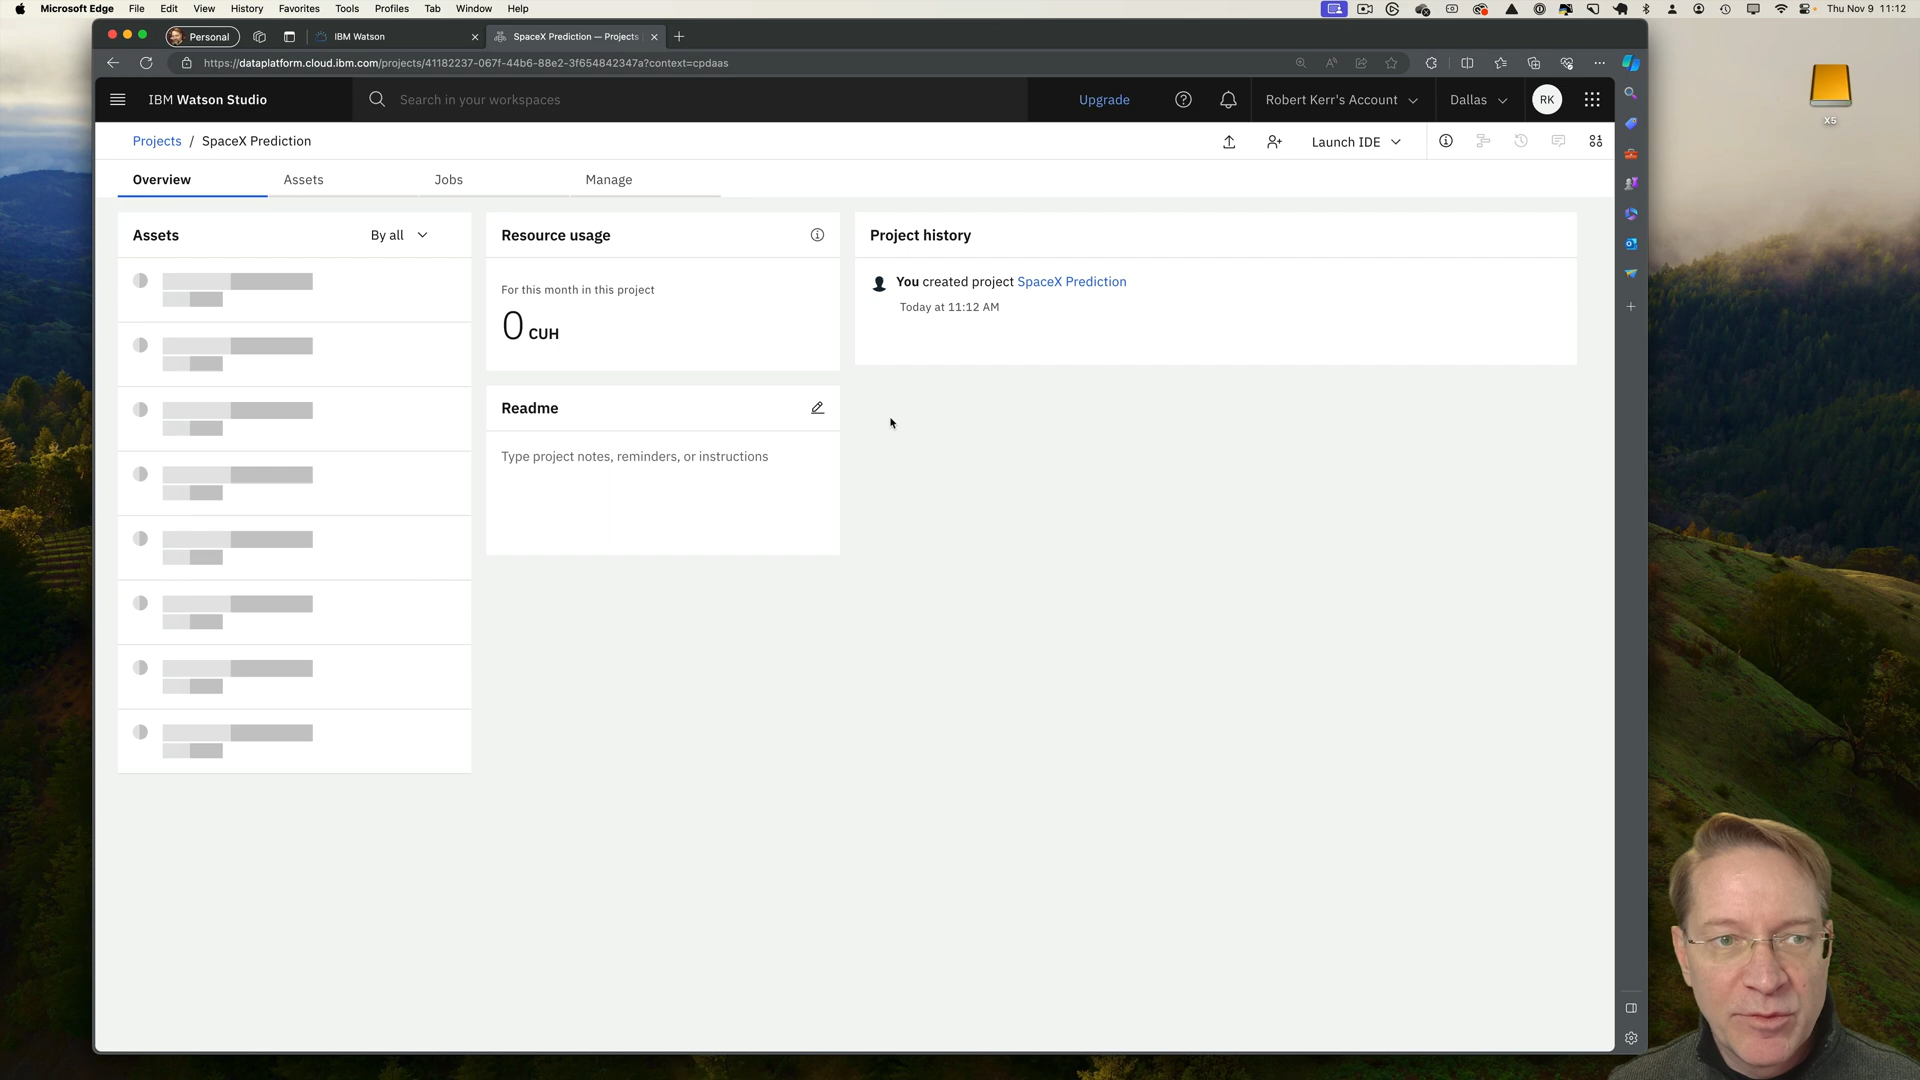 Microsoft Edge File Edit View History Favorites Tools Profiles Tab Window Help
Thu Nov 9 11:12
Personal
IBM Watson
SpaceX Prediction — Projects
https://dataplatform.cloud.ibm.com/projects/41182237-067f-44b6-88e2-3f654842347a?context=cpdaas
IBM Watson Studio
Search in your workspaces
Upgrade
Robert Kerr's Account
Dallas
RK
X5
Projects / SpaceX Prediction
Launch IDE
Overview
Assets
Jobs
Manage
Assets
By all
Resource usage
For this month in this project
0 CUH
Readme
Type project notes, reminders, or instructions
Project history
You created project SpaceX Prediction
Today at 11:12 AM